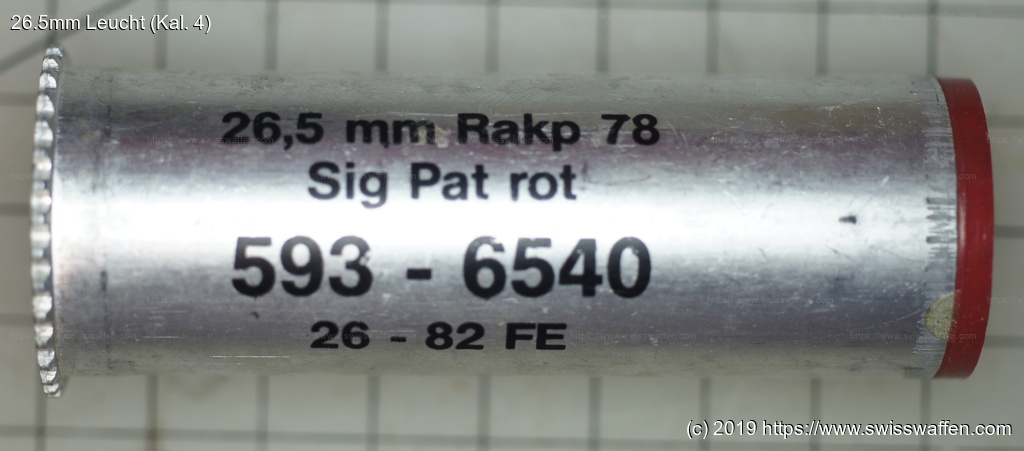 26.5mm Leucht (Kal. 4)
26,5 mm Rakp 78
Sig Pat rot
593 - 6540
26 - 82 FE
(c) 2019 https://www.swisswaffen.com